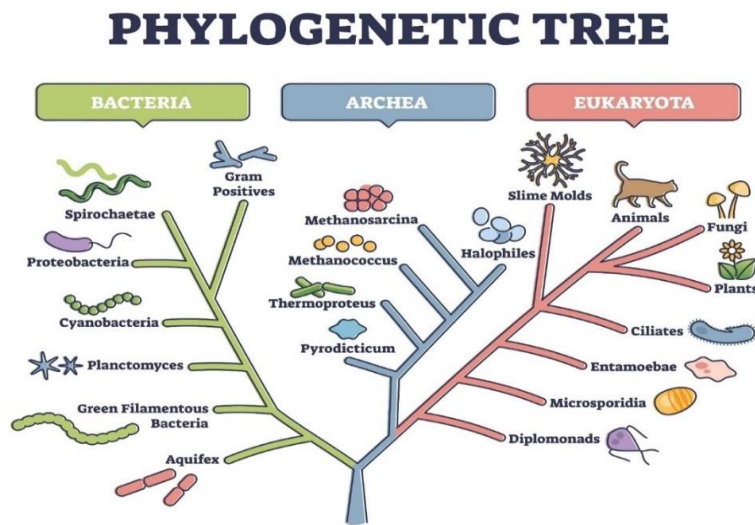 PHYLOGENETIC TREE
BACTERIA
ARCHEA
EUKARYOTA
Spirochaetae
Gram
Positives
Proteobacteria
Cyanobacteria
Planctomyces
Green Filamentous
Bacteria
Aquifex
Methanosarcina
Methanococcus
Halophiles
Thermoproteus
Pyrodicticum
Slime Molds
Animals
Fungi
Plants
Ciliates
Entamoebae
Microsporidia
Diplomonads